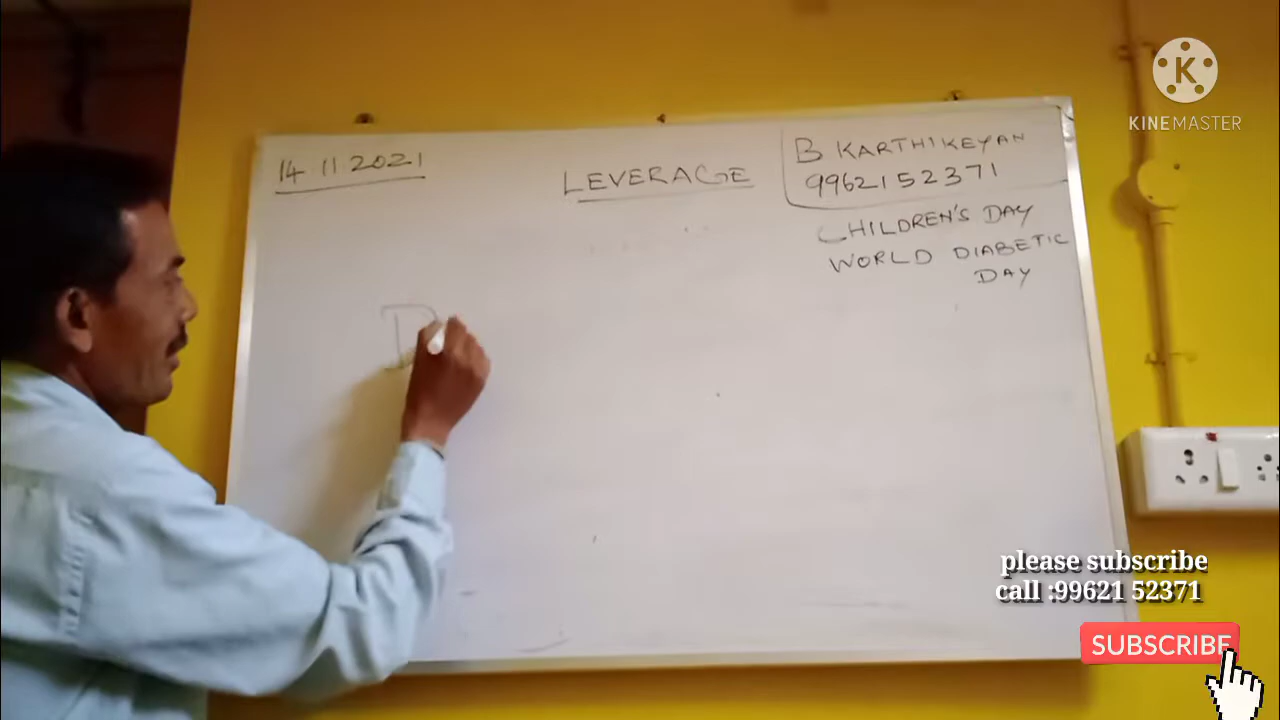 14 11 2021
LEVERAGE
B KARTHIKEYAN
9962152371
CHILDREN'S DAY
WORLD DIABETIC
DAY
D
K
KINEMASTER
please subscribe
call :99621 52371
SUBSCRIBE